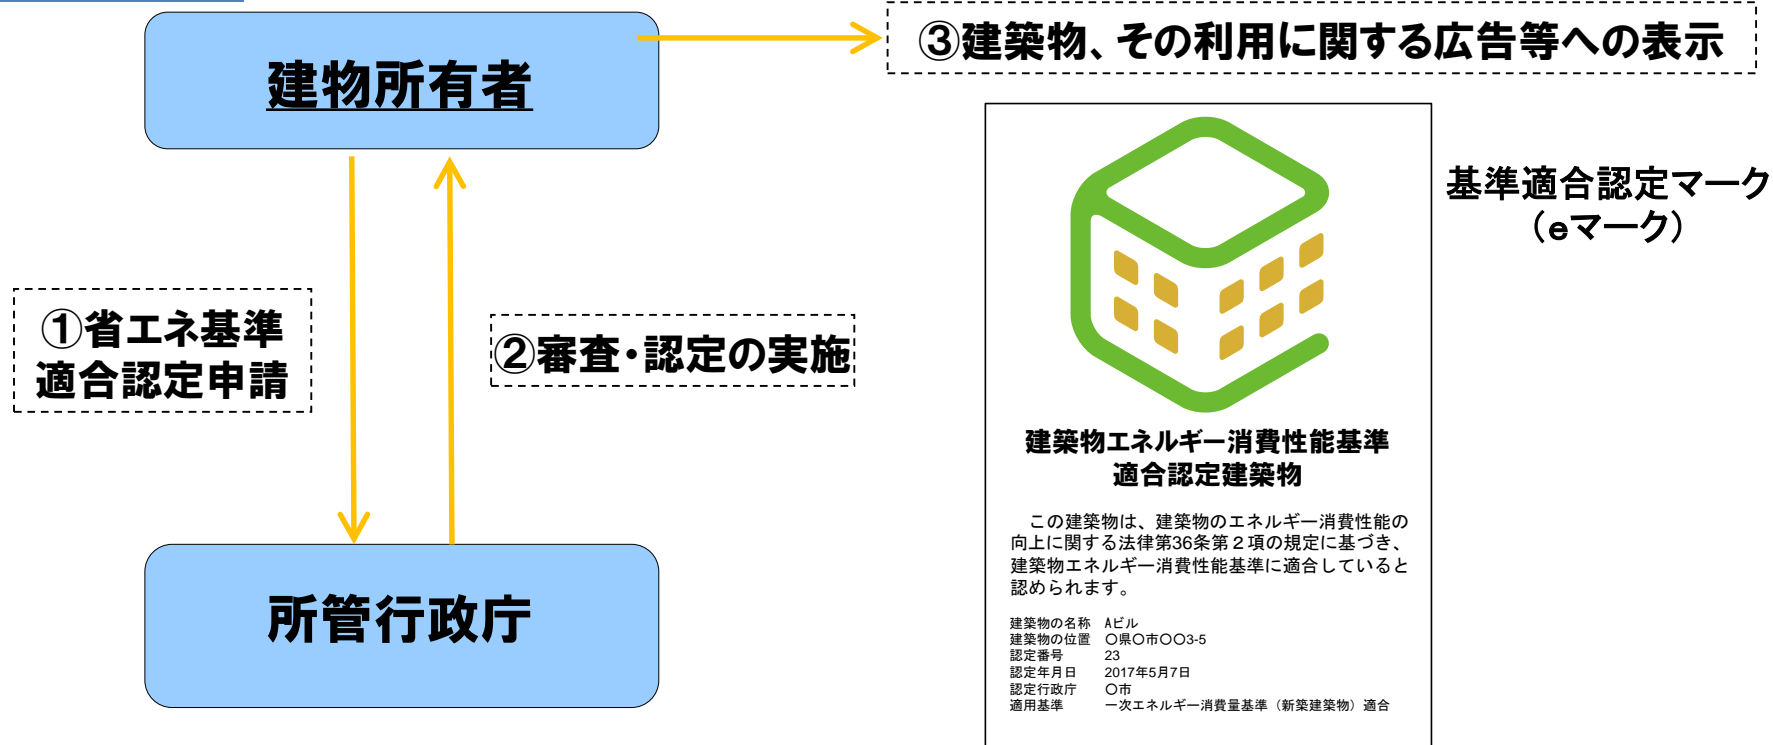 建物所有者
③建築物、その利用に関する広告等への表示
①省エネ基準
適合認定申請
②審査・認定の実施
所管行政庁
基準適合認定マーク
（eマーク）
建築物エネルギー消費性能基準
適合認定建築物
この建築物は、建築物のエネルギー消費性能の
向上に関する法律第36条第２項の規定に基づき、
建築物エネルギー消費性能基準に適合していると
認められます。
建築物の名称 Aビル
建築物の位置 〇県〇市〇〇3-5
認定番号 23
認定年月日 2017年5月7日
認定行政庁 〇市
適用基準 一次エネルギー消費量基準（新築建築物）適合